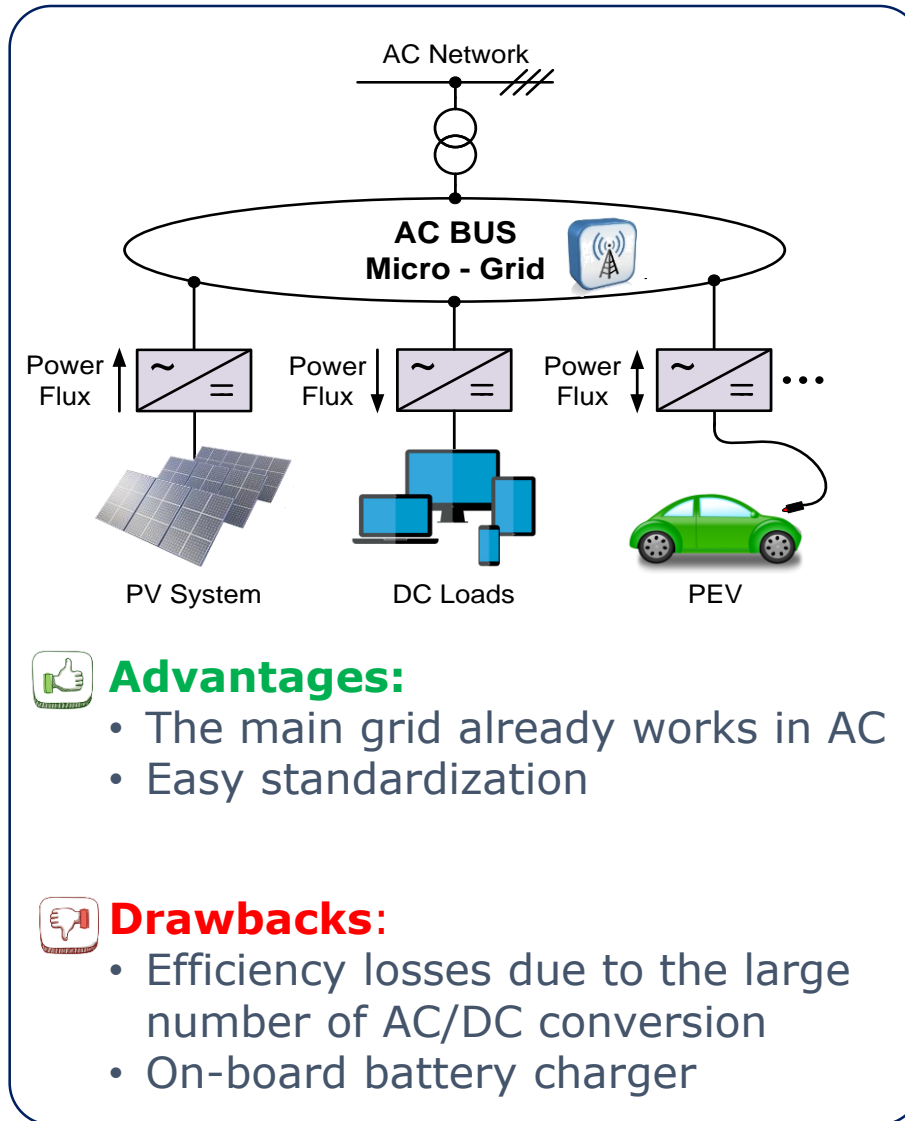 AC Network
AC BUS
Micro - Grid
Power
Flux
~
=
Power
Flux
~
=
Power
Flux
~
=
...
PV System
DC Loads
PEV
Advantages:
• The main grid already works in AC
• Easy standardization
Drawbacks:
• Efficiency losses due to the large
number of AC/DC conversion
• On-board battery charger